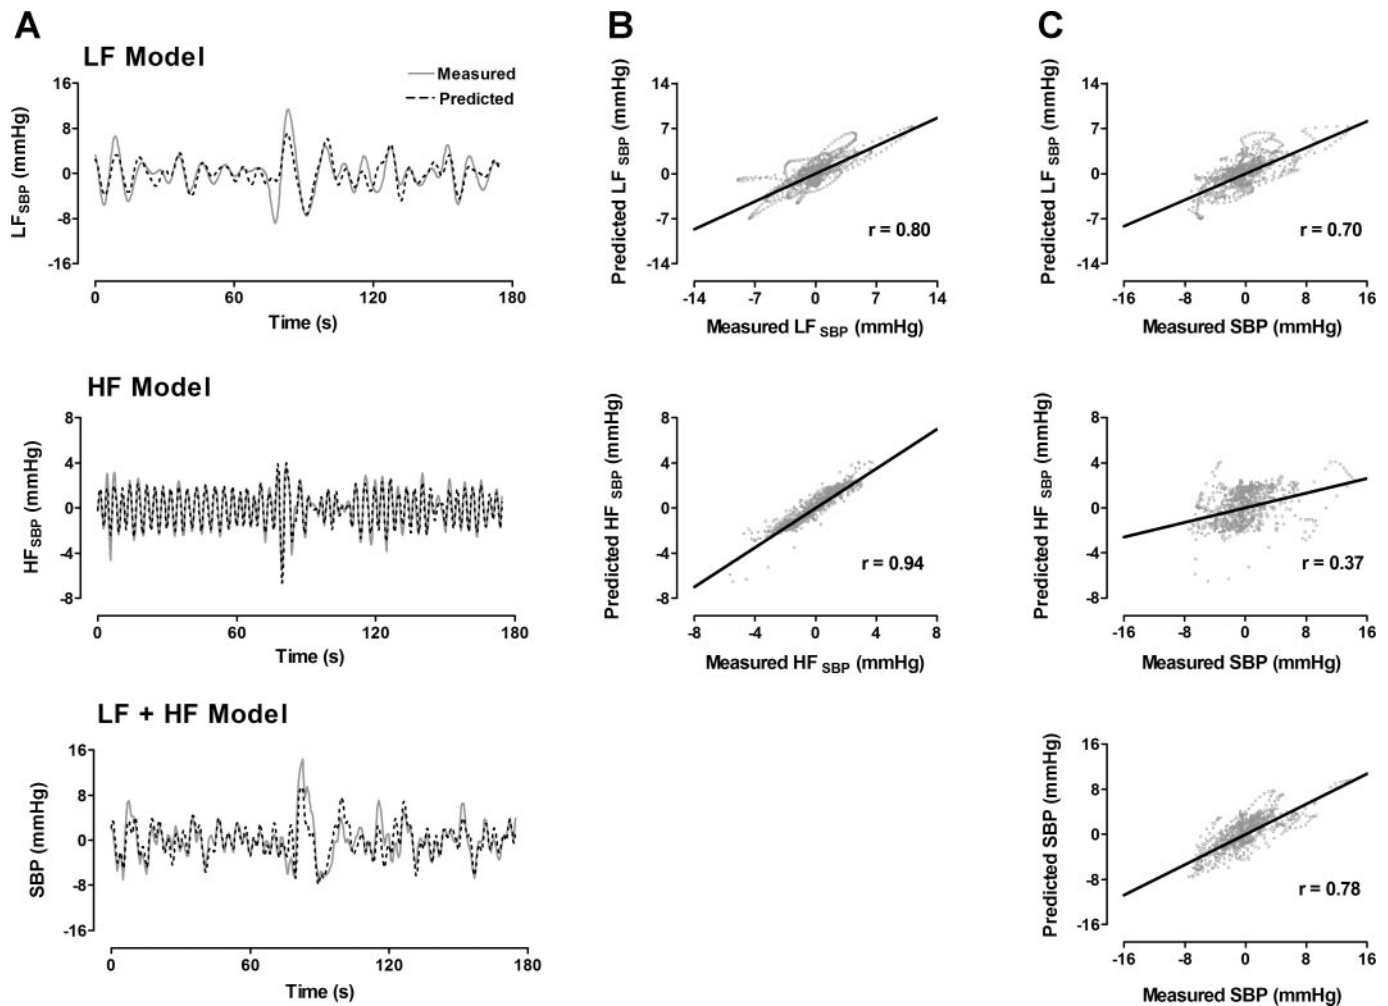 A
B
C
LF Model
Measured
Predicted
LFSBP (mmHg)
16
8
0
-8
-16
0
60
120
180
Time (s)
Predicted LF SBP (mmHg)
14
7
0
-7
-14
r = 0.80
-14
-7
0
7
14
Measured LF SBP (mmHg)
Predicted LF SBP (mmHg)
14
7
0
-7
-14
r = 0.70
-16
-8
0
8
16
Measured SBP (mmHg)
HF Model
HFSBP (mmHg)
8
4
0
-4
-8
0
60
120
180
Time (s)
Predicted HF SBP (mmHg)
8
4
0
-4
-8
r = 0.94
-8
-4
0
4
8
Measured HF SBP (mmHg)
Predicted HF SBP (mmHg)
8
4
0
-4
-8
r = 0.37
-16
-8
0
8
16
Measured SBP (mmHg)
LF + HF Model
SBP (mmHg)
16
8
0
-8
-16
0
60
120
180
Time (s)
Predicted SBP (mmHg)
16
8
0
-8
-16
r = 0.78
-16
-8
0
8
16
Measured SBP (mmHg)